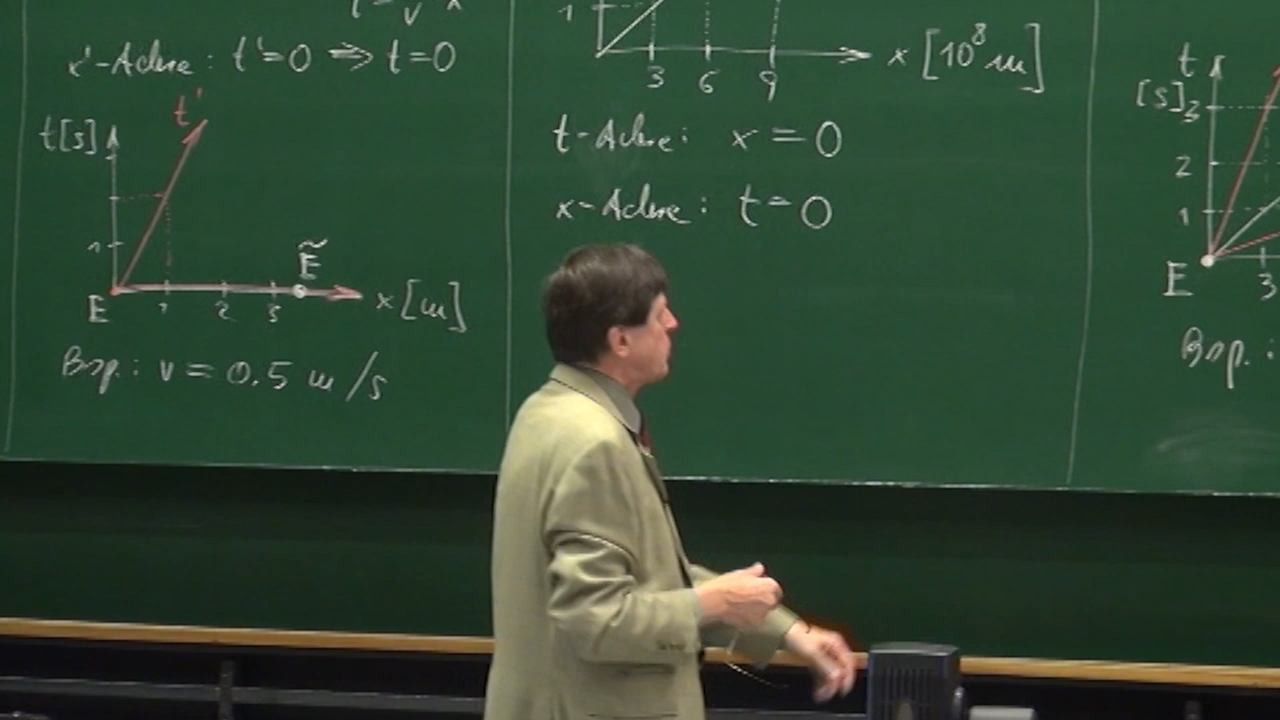 x'-Achse: t'=0 ⇒ t=0
t'
t[s]
1
Ẽ
E
1 2 3
x[m]
Bsp.: v = 0.5 m/s
1
3 6 9
x [10⁸ m]
t-Achse: x = 0
x-Achse: t = 0
t
[s]
3
2
1
E
3
Bsp.: